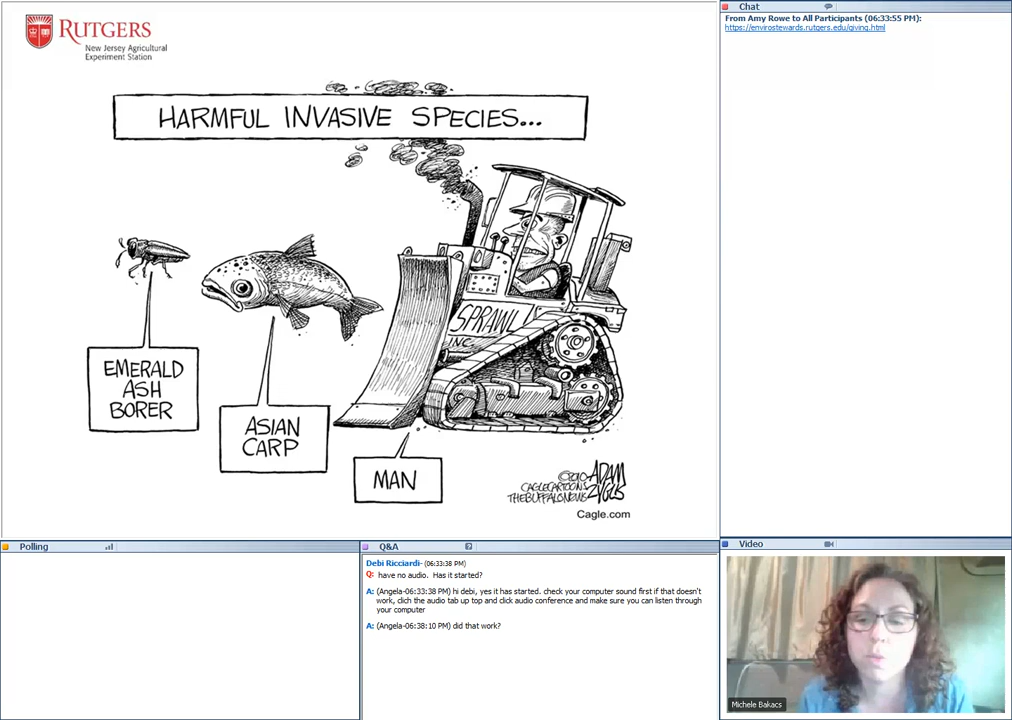 RUTGERS
New Jersey Agricultural
Experiment Station
HARMFUL INVASIVE SPECIES...
EMERALD
ASH
BORER
ASIAN
CARP
MAN
SPRAWL
INC.
©2010 ADAM
CAGLECARTOONS ZYGLIS
THE BUFFALO NEWS
Cagle.com
Chat
From Amy Rowe to All Participants (06:33:55 PM):
https://envirostewards.rutgers.edu/giving.html
Polling
Q&A
Debi Ricciardi- (06:33:38 PM)
Q: have no audio. Has it started?
A: (Angela-06:33:38 PM) hi debi, yes it has started. check your computer sound first if that doesn't
work, clich the audio tab up top and click audio conference and make sure you can listen through
your computer
A: (Angela-06:38:10 PM) did that work?
Video
Michele Bakacs